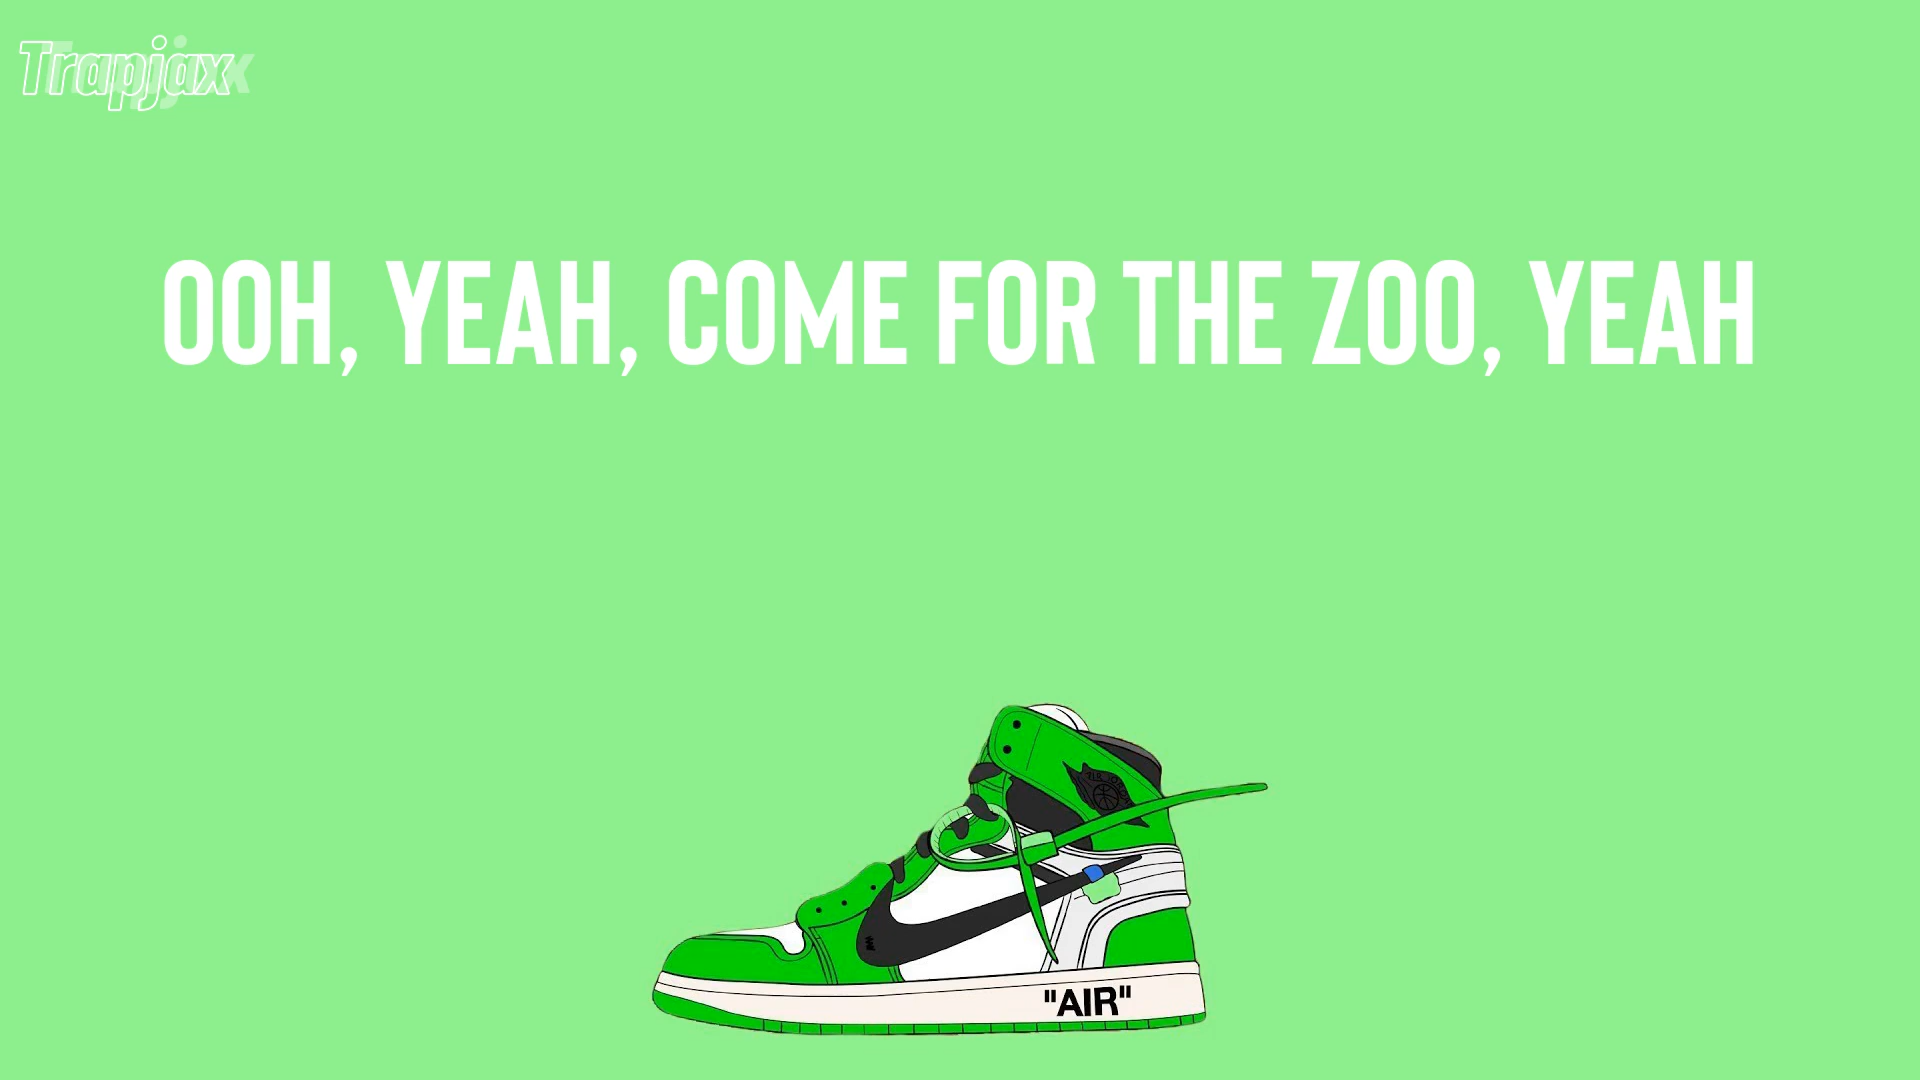 Trapjax
OOH, YEAH, COME FOR THE ZOO, YEAH
"AIR"